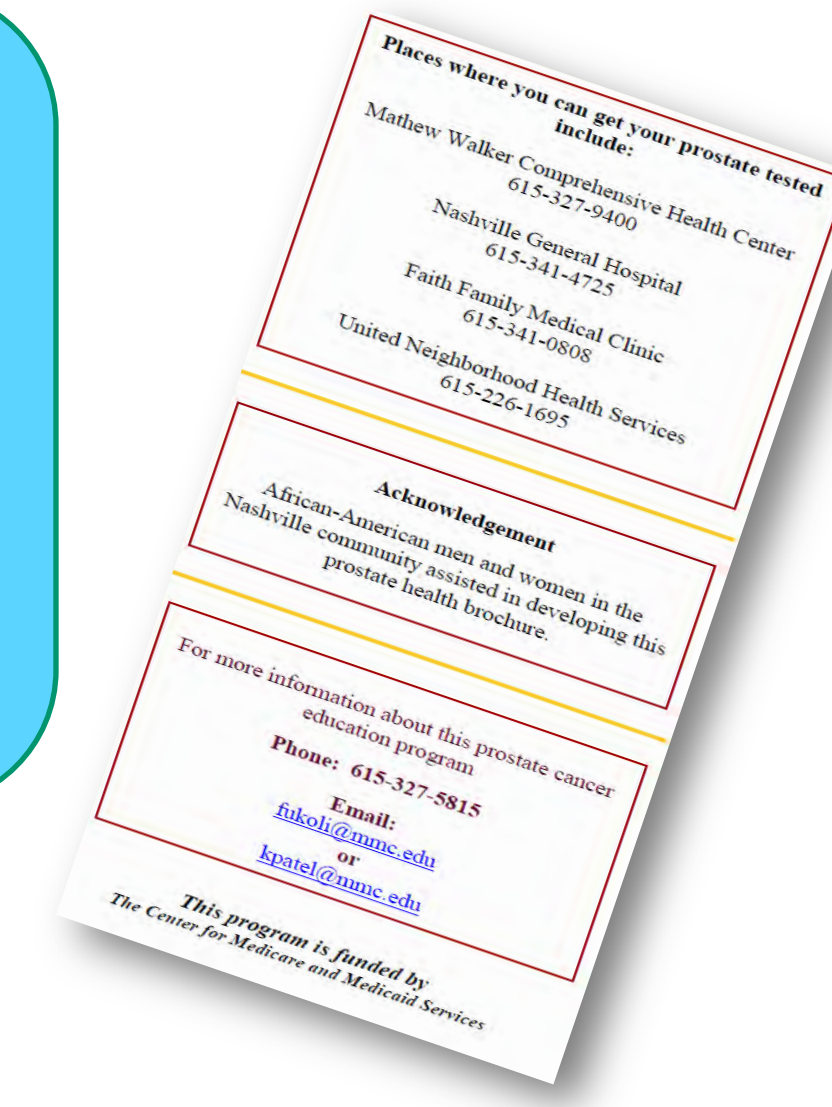 Places where you can get your prostate tested
include:
Mathew Walker Comprehensive Health Center
615-327-9400
Nashville General Hospital
615-341-4725
Faith Family Medical Clinic
615-341-0808
United Neighborhood Health Services
615-226-1695
Acknowledgement
African-American men and women in the
Nashville community assisted in developing this
prostate health brochure.
For more information about this prostate cancer
education program
Phone: 615-327-5815
Email:
fukoli@mmc.edu
or
kpatel@mmc.edu
This program is funded by
The Center for Medicare and Medicaid Services